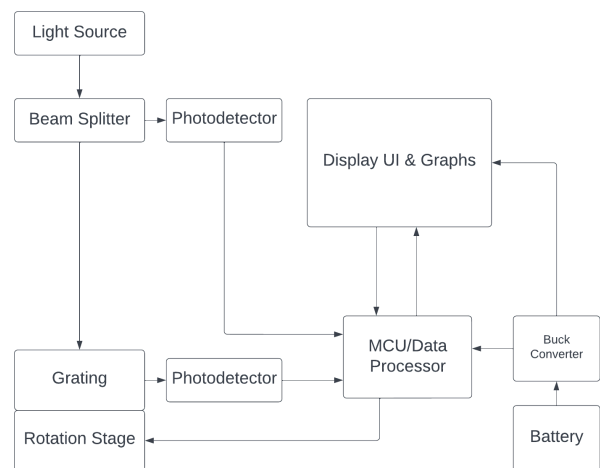 Light Source
Beam Splitter
Photodetector
Display UI & Graphs
MCU/Data
Processor
Buck
Converter
Grating
Photodetector
Rotation Stage
Battery